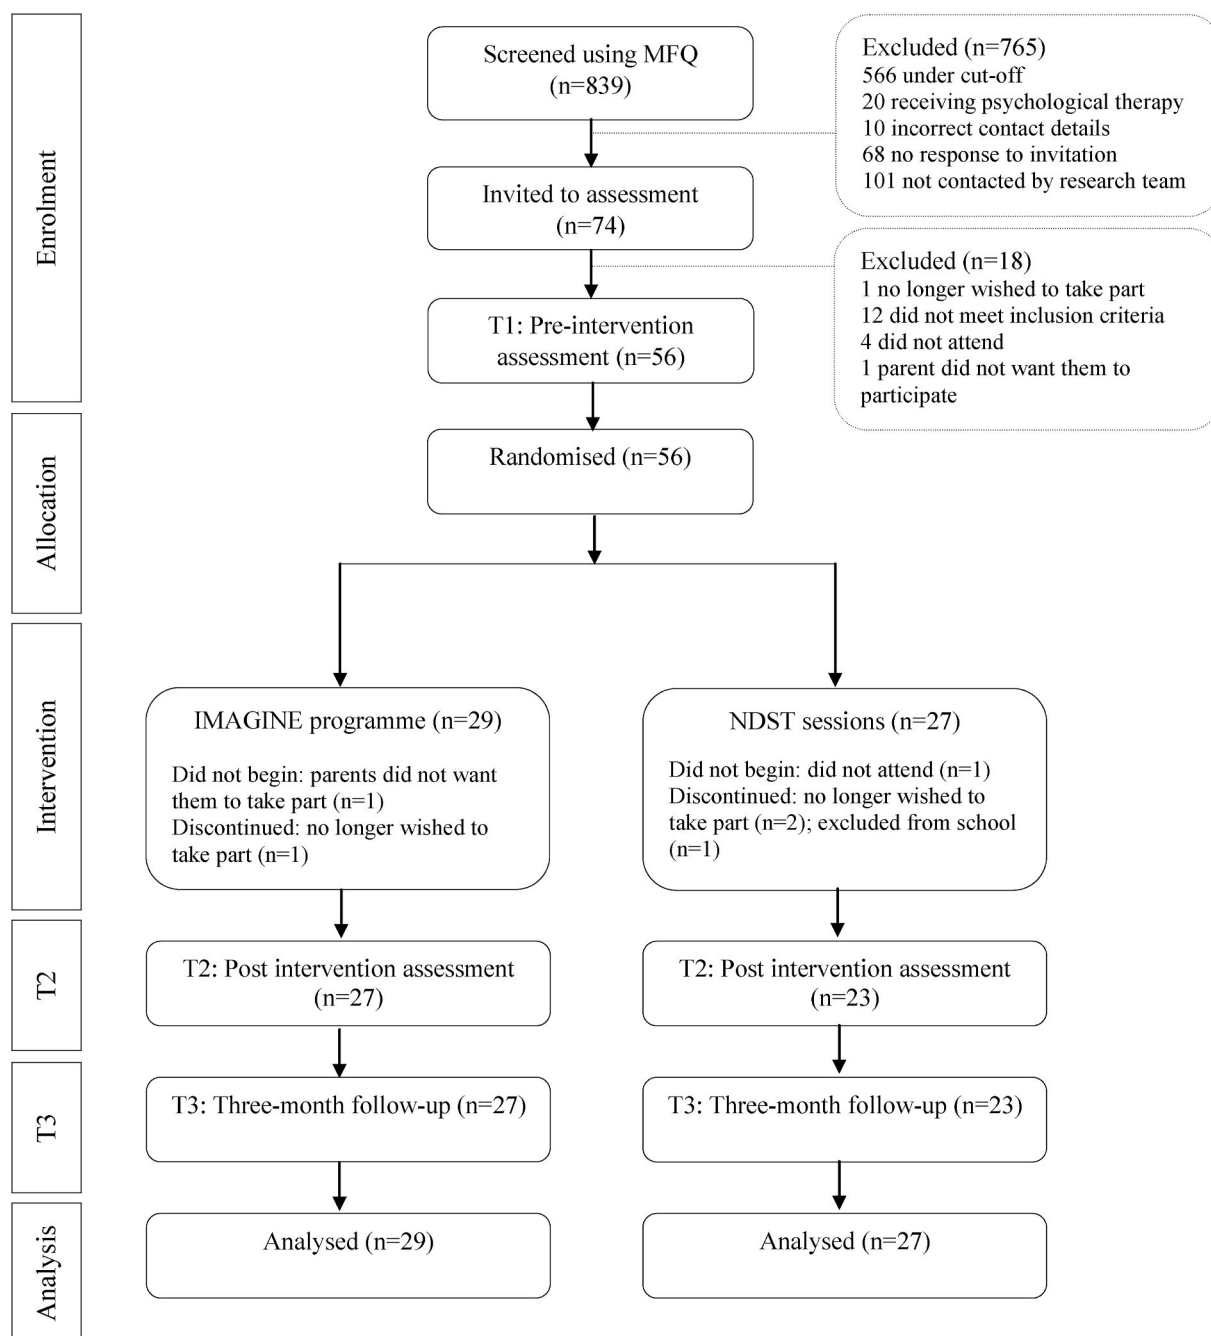 Enrolment
Screened using MFQ
(n=839)
Excluded (n=765)
566 under cut-off
20 receiving psychological therapy
10 incorrect contact details
68 no response to invitation
101 not contacted by research team
Invited to assessment
(n=74)
Excluded (n=18)
1 no longer wished to take part
12 did not meet inclusion criteria
4 did not attend
1 parent did not want them to
participate
T1: Pre-intervention
assessment (n=56)
Allocation
Randomised (n=56)
Intervention
IMAGINE programme (n=29)
Did not begin: parents did not want
them to take part (n=1)
Discontinued: no longer wished to
take part (n=1)
NDST sessions (n=27)
Did not begin: did not attend (n=1)
Discontinued: no longer wished to
take part (n=2); excluded from school
(n=1)
T2
T2: Post intervention assessment
(n=27)
T2: Post intervention assessment
(n=23)
T3
T3: Three-month follow-up (n=27)
T3: Three-month follow-up (n=23)
Analysis
Analysed (n=29)
Analysed (n=27)